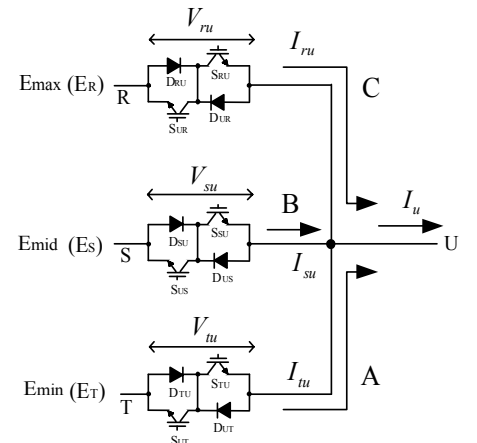 Vru
Iru
DRU
SRU
C
Emax (ER)
R
SUR
DUR
Vsu
B
Iu
DSU
SSU
Emid (ES)
S
U
SUS
DUS
Isu
Vtu
Itu
A
DTU
STU
Emin (ET)
T
SUT
DUT